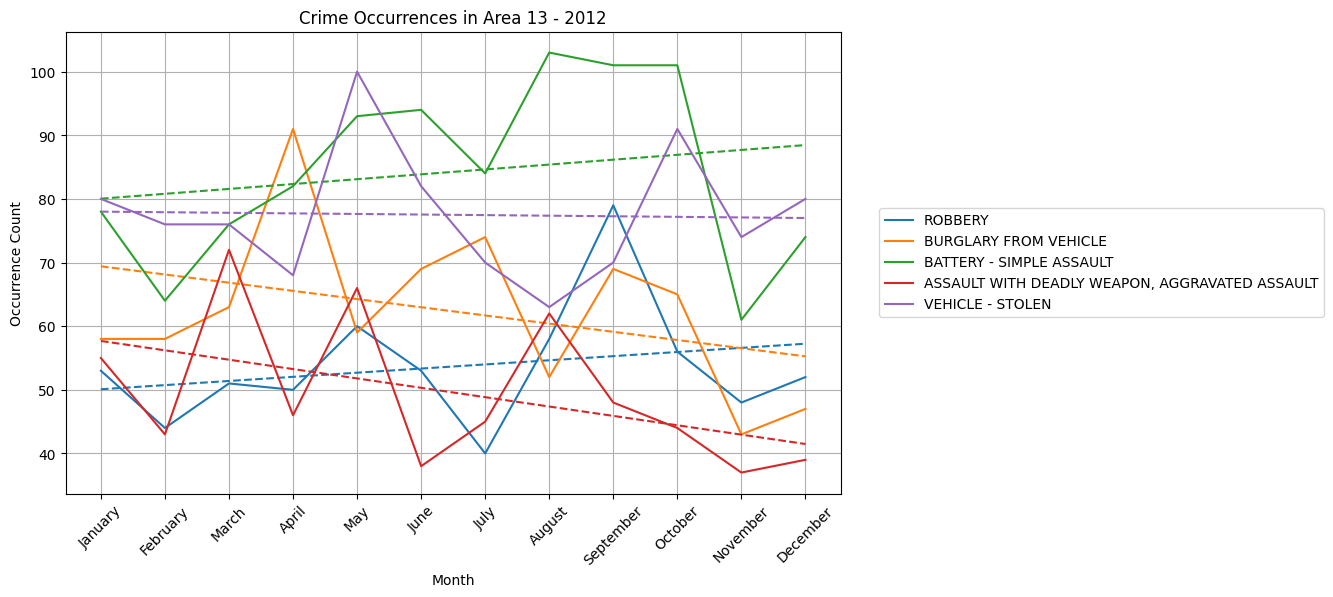 Crime Occurrences in Area 13 - 2012
Occurrence Count
100
90
80
70
60
50
40
January
February
March
April
May
June
July
August
September
October
November
December
Month
ROBBERY
BURGLARY FROM VEHICLE
BATTERY - SIMPLE ASSAULT
ASSAULT WITH DEADLY WEAPON, AGGRAVATED ASSAULT
VEHICLE - STOLEN